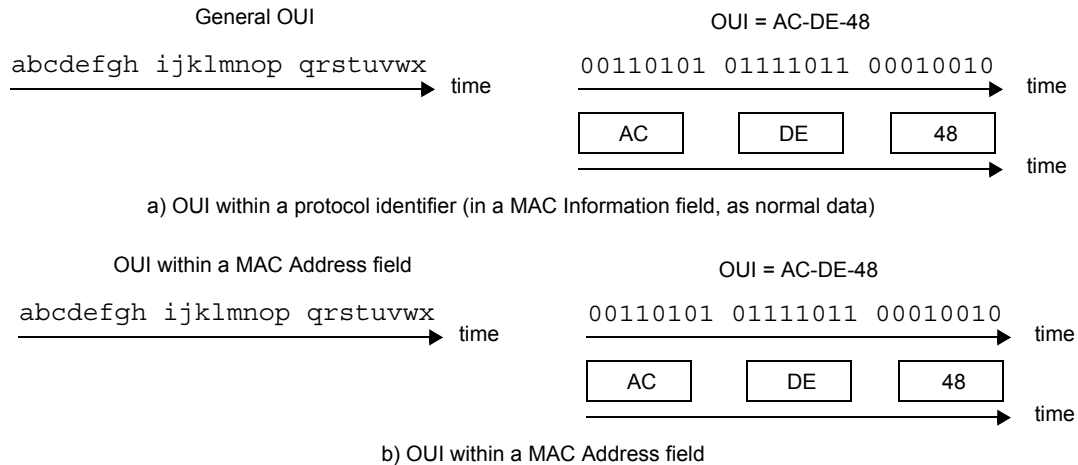 General OUI
OUI = AC-DE-48
abcdefgh ijklmnop qrstuvwx
time
00110101 01111011 00010010
time
AC DE 48
time
a) OUI within a protocol identifier (in a MAC Information field, as normal data)
OUI within a MAC Address field
OUI = AC-DE-48
abcdefgh ijklmnop qrstuvwx
time
00110101 01111011 00010010
time
AC DE 48
time
b) OUI within a MAC Address field